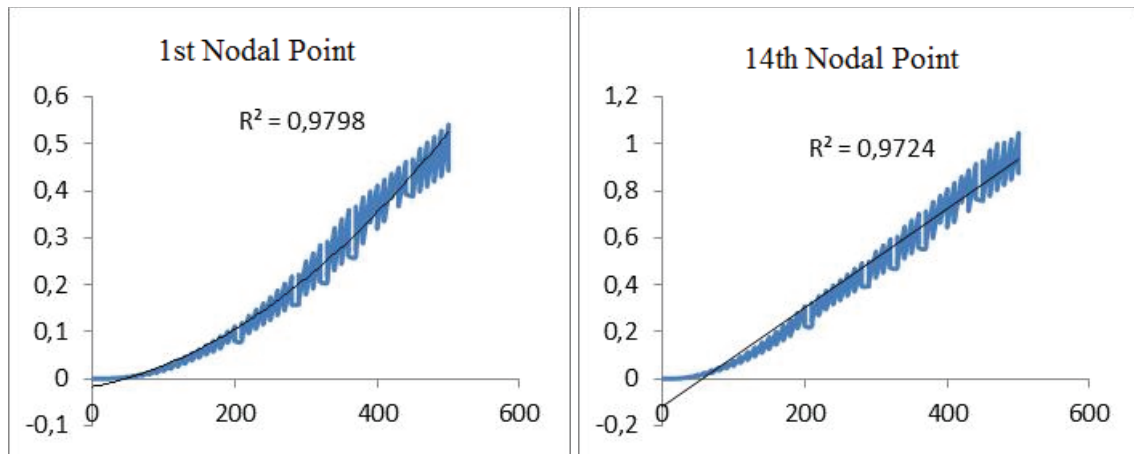 1st Nodal Point
0,6
R² = 0,9798
0,5
0,4
0,3
0,2
0,1
0
-0,1
0 200 400 600
14th Nodal Point
1,2
1
R² = 0,9724
0,8
0,6
0,4
0,2
0
-0,2
0 200 400 600